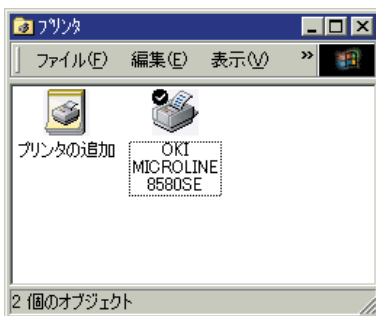 プリンタ
ファイル(F) 編集(E) 表示(V) »
プリンタの追加
OKI
MICROLINE
8580SE
2 個のオブジェクト